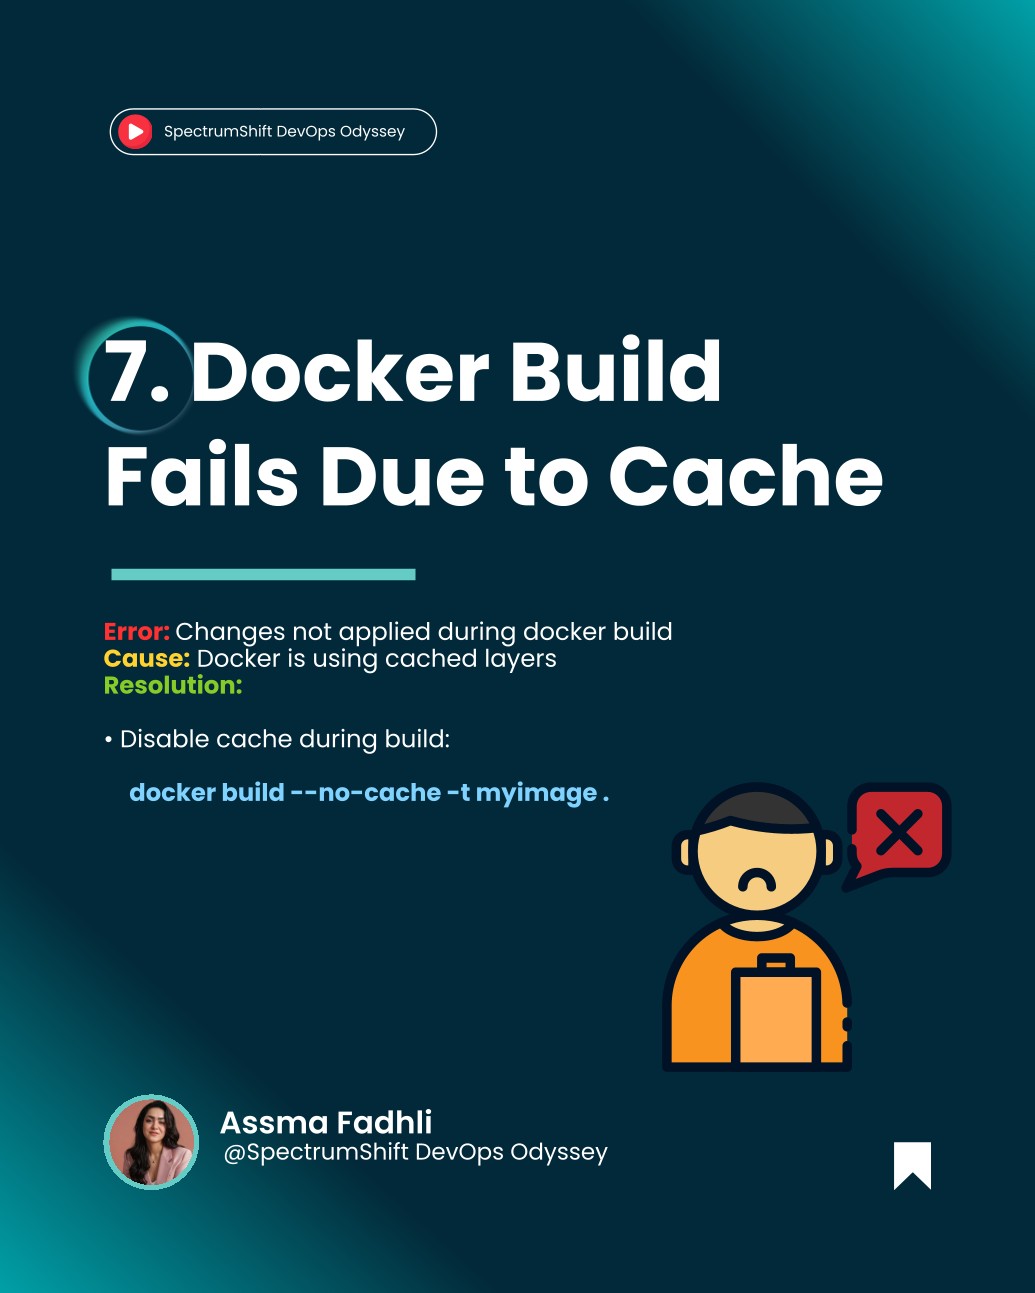 SpectrumShift DevOps Odyssey
7. Docker Build
Fails Due to Cache
Error: Changes not applied during docker build
Cause: Docker is using cached layers
Resolution:
• Disable cache during build:
docker build --no-cache -t myimage .
Assma Fadhli
@SpectrumShift DevOps Odyssey